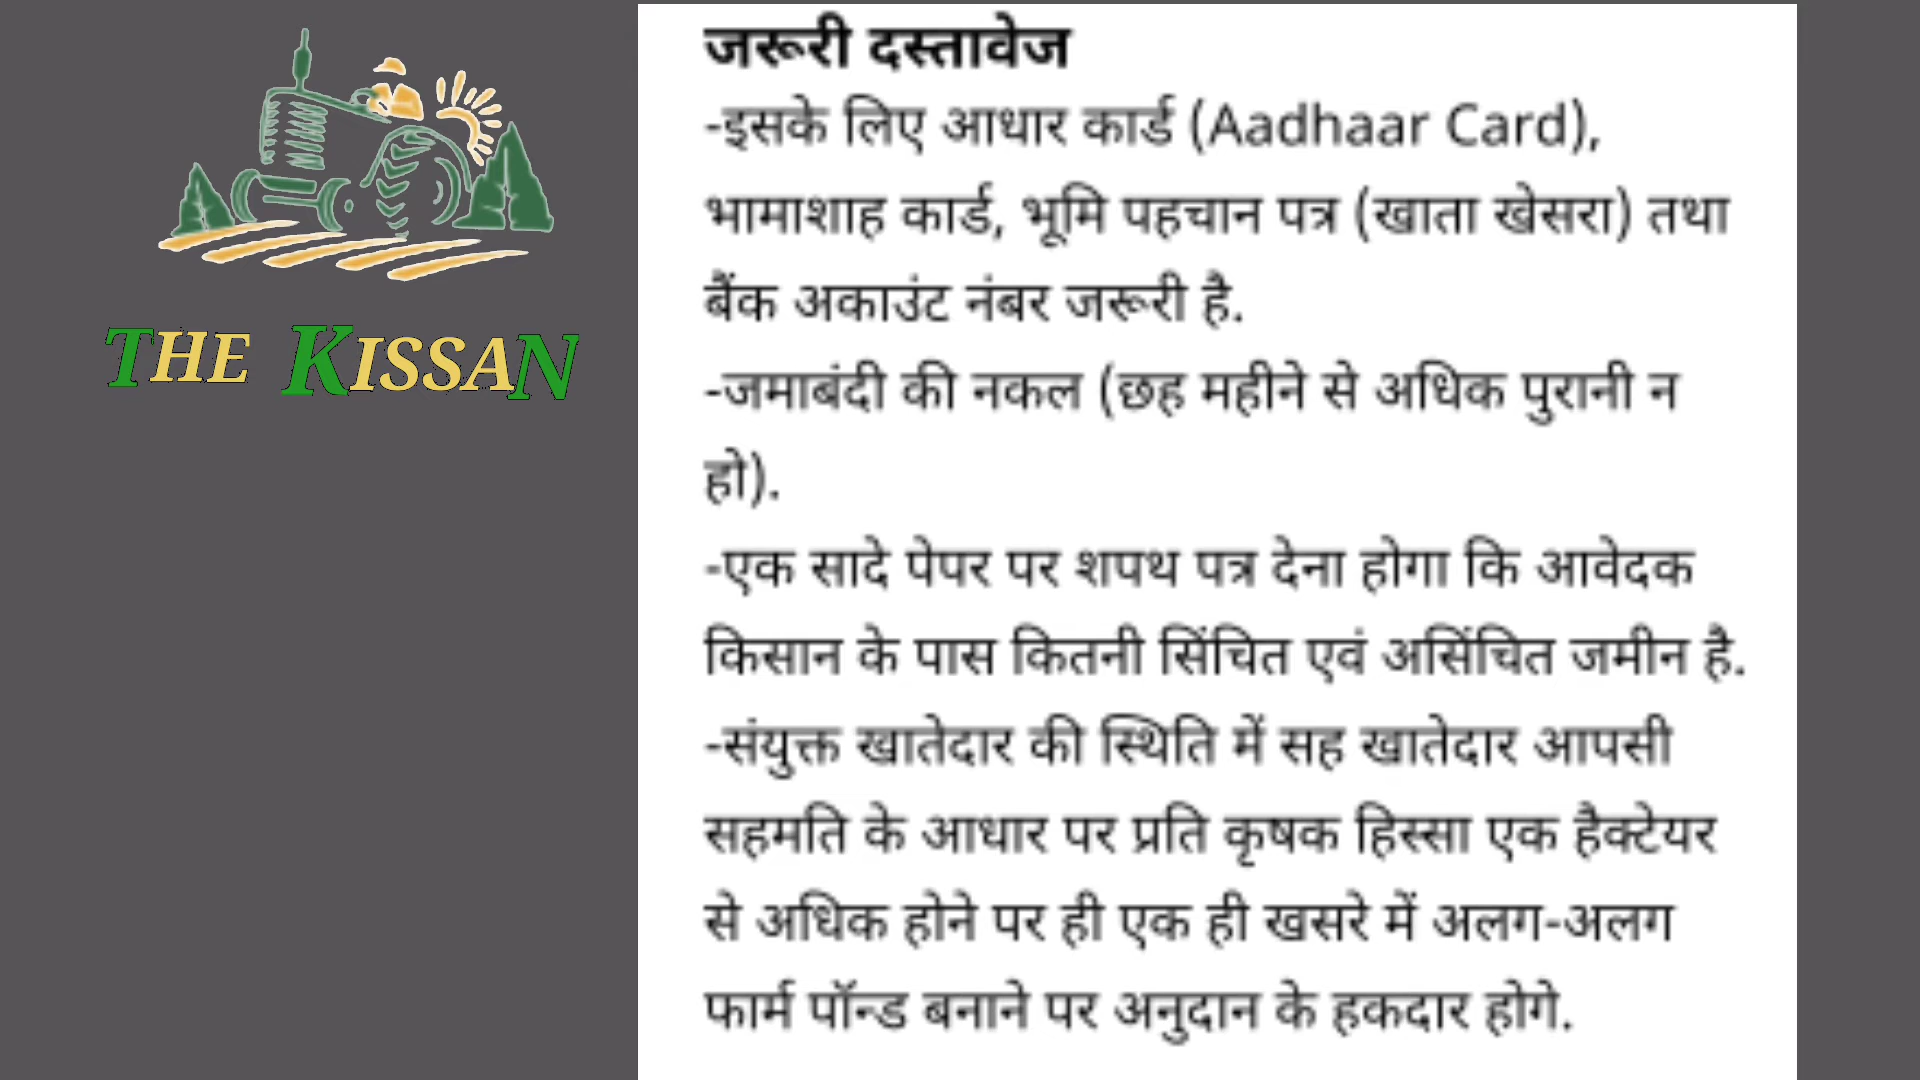 THE KISSAN
जरूरी दस्तावेज
-इसके लिए आधार कार्ड (Aadhaar Card),
भामाशाह कार्ड, भूमि पहचान पत्र (खाता खेसरा) तथा
बैंक अकाउंट नंबर जरूरी है.
-जमाबंदी की नकल (छह महीने से अधिक पुरानी न
हो).
-एक सादे पेपर पर शपथ पत्र देना होगा कि आवेदक
किसान के पास कितनी सिंचित एवं असिंचित जमीन है.
-संयुक्त खातेदार की स्थिति में सह खातेदार आपसी
सहमति के आधार पर प्रति कृषक हिस्सा एक हैक्टेयर
से अधिक होने पर ही एक ही खसरे में अलग-अलग
फार्म पॉन्ड बनाने पर अनुदान के हकदार होगे.